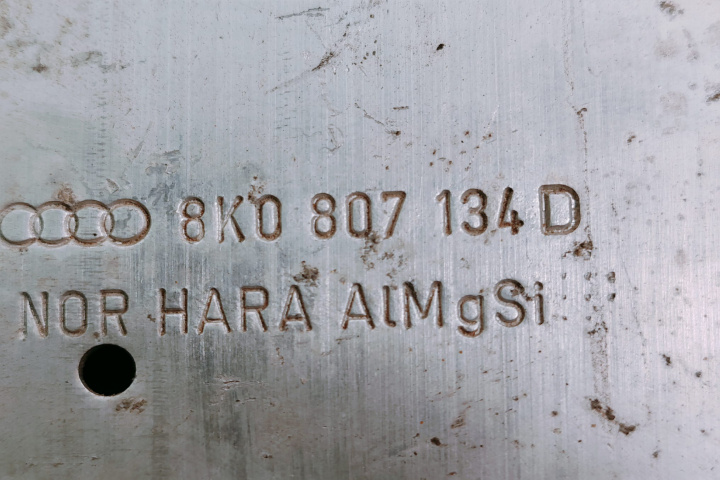 8K0 807 134 D
NOR HARA AlMgSi